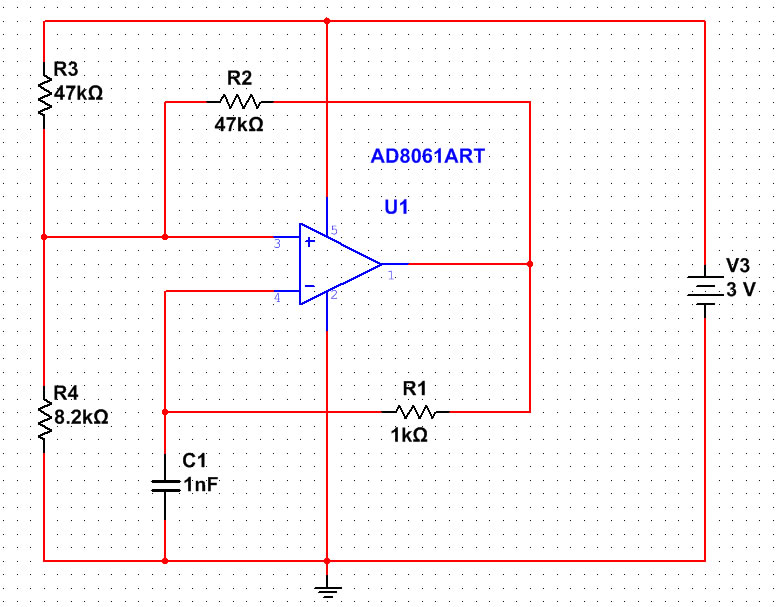 R3
47kΩ
R2
47kΩ
AD8061ART
U1
5
3
+
1
4
−
2
V3
3 V
R4
8.2kΩ
R1
1kΩ
C1
1nF